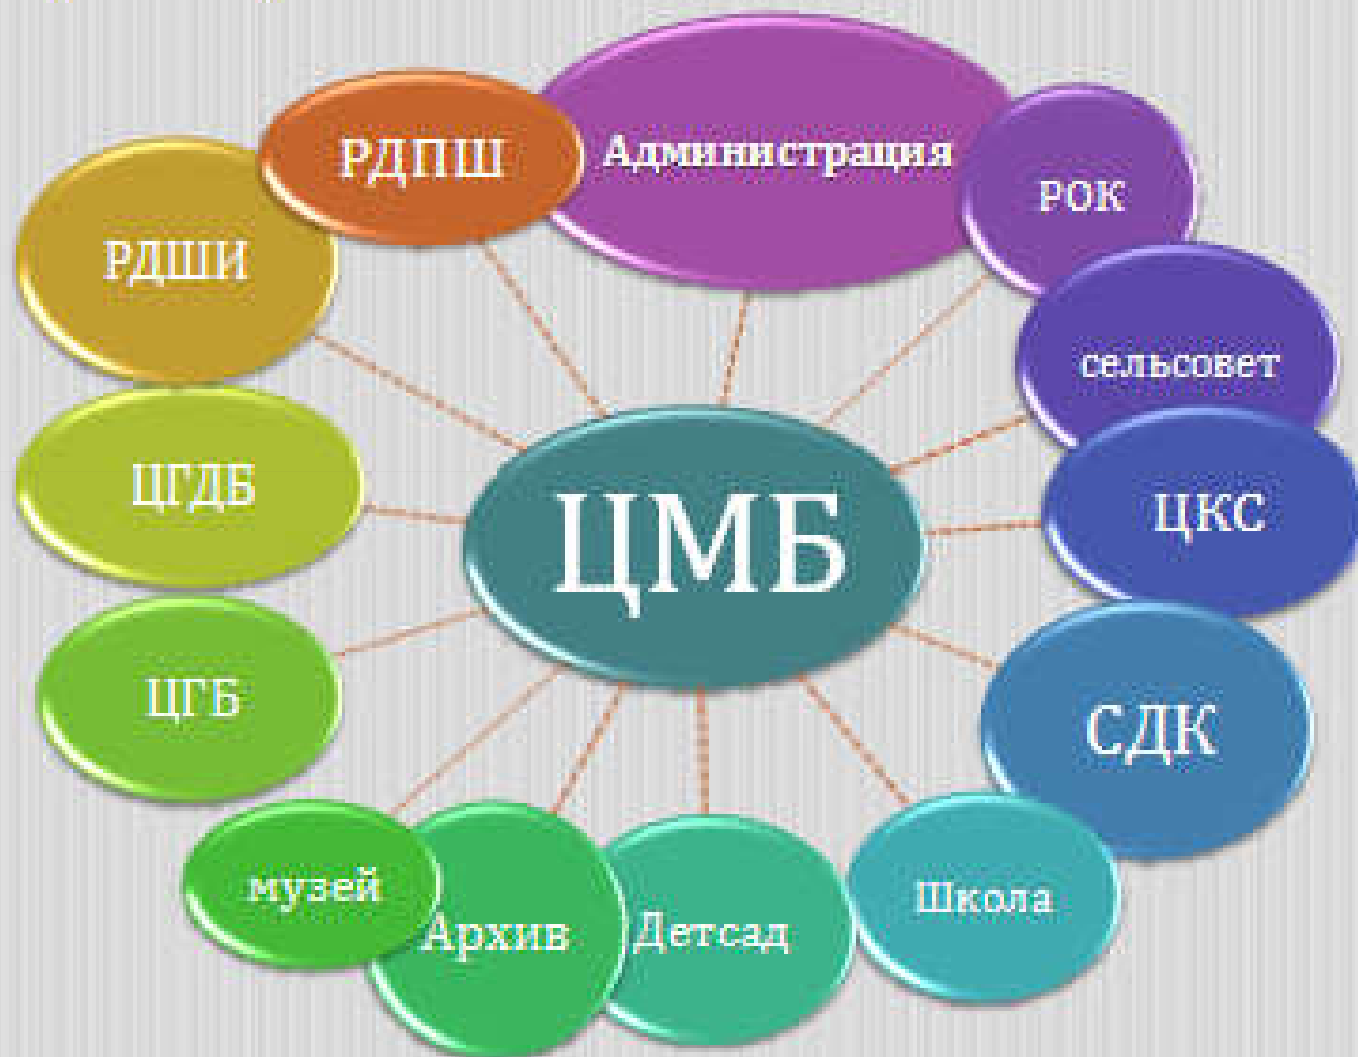 Администрация
РОК
сельсовет
ЦКС
СДК
Школа
Детсад
Архив
музей
ЦГБ
ЦГДБ
РДШИ
РДПШ
ЦМБ